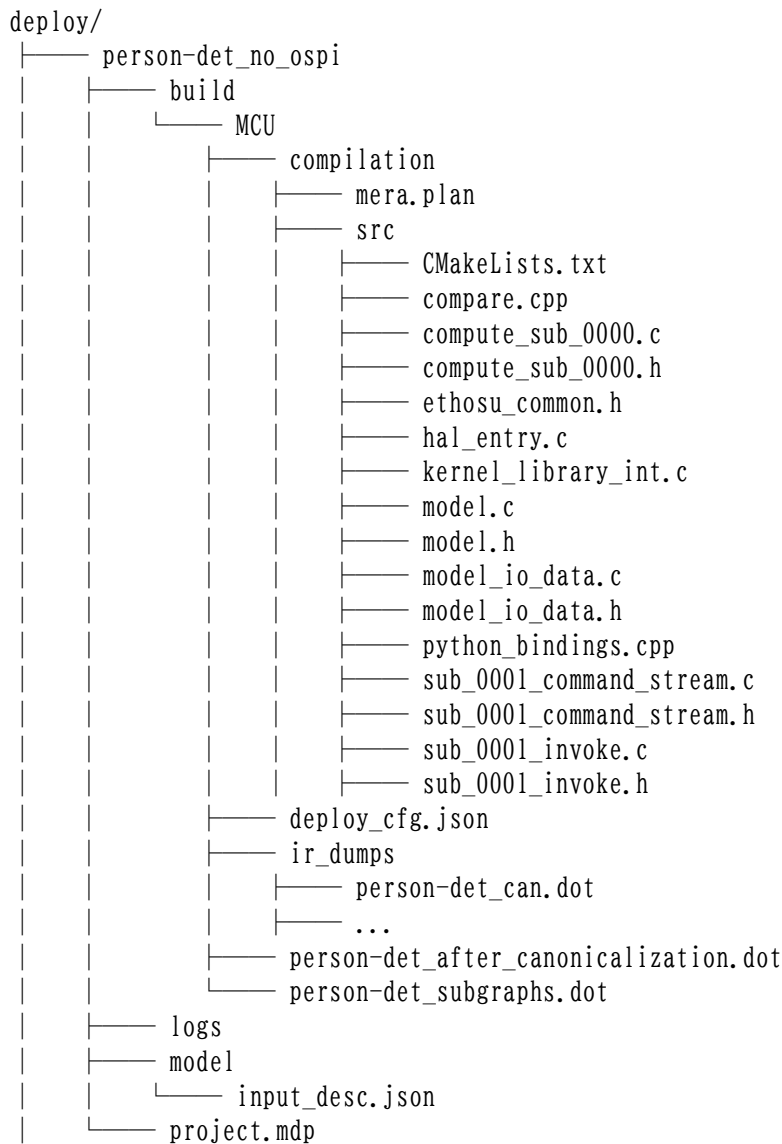 deploy/
├── person-det_no_ospi
│   ├── build
│   │   └── MCU
│   │       ├── compilation
│   │       │   ├── mera.plan
│   │       │   ├── src
│   │       │   │   ├── CMakeLists.txt
│   │       │   │   ├── compare.cpp
│   │       │   │   ├── compute_sub_0000.c
│   │       │   │   ├── compute_sub_0000.h
│   │       │   │   ├── ethosu_common.h
│   │       │   │   ├── hal_entry.c
│   │       │   │   ├── kernel_library_int.c
│   │       │   │   ├── model.c
│   │       │   │   ├── model.h
│   │       │   │   ├── model_io_data.c
│   │       │   │   ├── model_io_data.h
│   │       │   │   ├── python_bindings.cpp
│   │       │   │   ├── sub_0001_command_stream.c
│   │       │   │   ├── sub_0001_command_stream.h
│   │       │   │   ├── sub_0001_invoke.c
│   │       │   │   ├── sub_0001_invoke.h
│   │       ├── deploy_cfg.json
│   │       ├── ir_dumps
│   │       │   ├── person-det_can.dot
│   │       │   ├── ...
│   │       ├── person-det_after_canonicalization.dot
│   │       └── person-det_subgraphs.dot
│   ├── logs
│   ├── model
│   │   └── input_desc.json
│   └── project.mdp